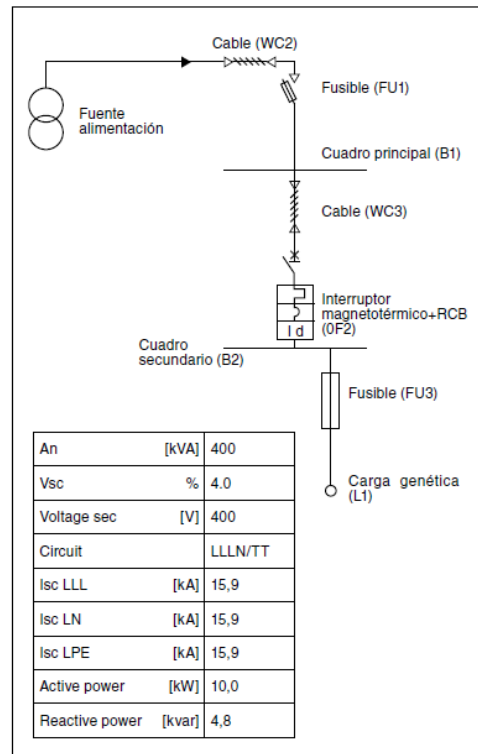 Cable (WC2)
Fusible (FU1)
Fuente
alimentación
Cuadro principal (B1)
Cable (WC3)
Interruptor
magnetotérmico+RCB
(0F2)
I d
Cuadro
secundario (B2)
Fusible (FU3)
Carga genética
(L1)
An [kVA] 400
Vsc % 4.0
Voltage sec [V] 400
Circuit LLLN/TT
Isc LLL [kA] 15,9
Isc LN [kA] 15,9
Isc LPE [kA] 15,9
Active power [kW] 10,0
Reactive power [kvar] 4,8